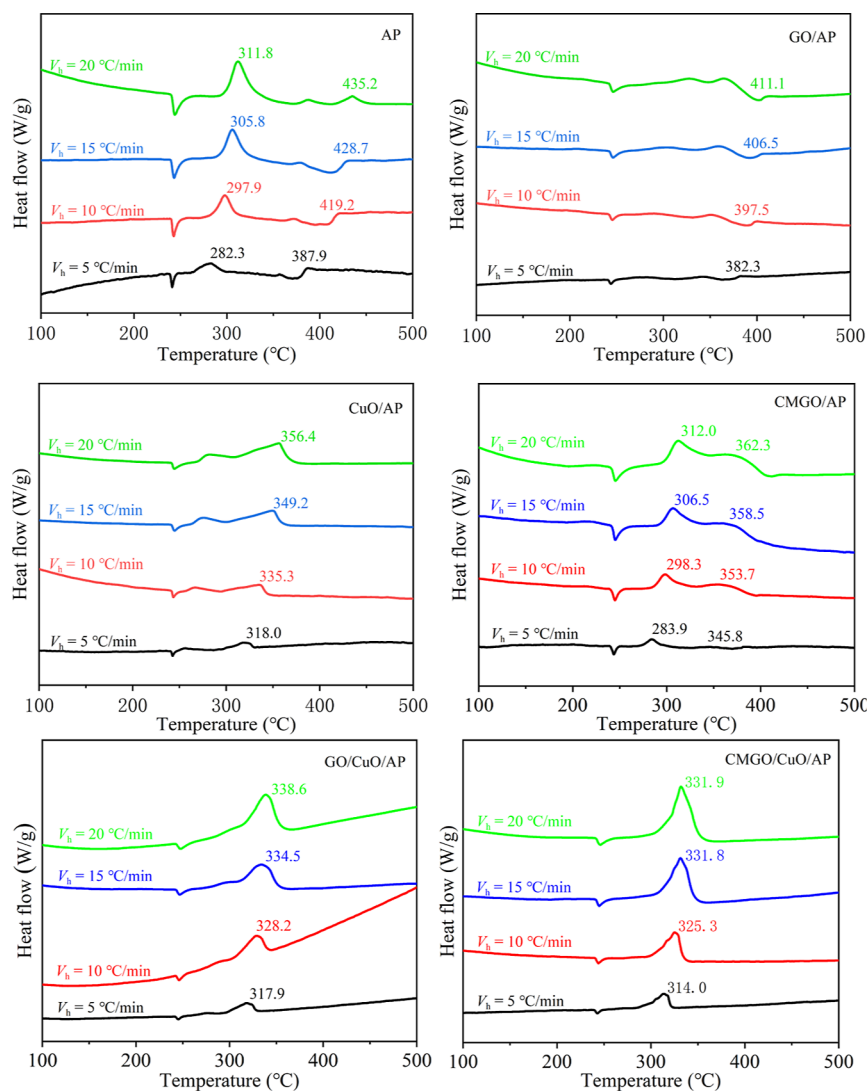 AP
Vh = 20 ℃/min
311.8
435.2
Vh = 15 ℃/min
305.8
428.7
Vh = 10 ℃/min
297.9
419.2
Vh = 5 ℃/min
282.3
387.9
Heat flow (W/g)
100 200 300 400 500
Temperature (℃)
GO/AP
Vh = 20 ℃/min
411.1
Vh = 15 ℃/min
406.5
Vh = 10 ℃/min
397.5
Vh = 5 ℃/min
382.3
Heat flow (W/g)
100 200 300 400 500
Temperature (℃)
CuO/AP
Vh = 20 ℃/min
356.4
Vh = 15 ℃/min
349.2
Vh = 10 ℃/min
335.3
Vh = 5 ℃/min
318.0
Heat flow (W/g)
100 200 300 400 500
Temperature (℃)
CMGO/AP
Vh = 20 ℃/min
312.0
362.3
Vh = 15 ℃/min
306.5
358.5
Vh = 10 ℃/min
298.3
353.7
Vh = 5 ℃/min
283.9
345.8
Heat flow (W/g)
100 200 300 400 500
Temperature (℃)
GO/CuO/AP
Vh = 20 ℃/min
338.6
Vh = 15 ℃/min
334.5
Vh = 10 ℃/min
328.2
Vh = 5 ℃/min
317.9
Heat flow (W/g)
100 200 300 400 500
Temperature (℃)
CMGO/CuO/AP
Vh = 20 ℃/min
331.9
Vh = 15 ℃/min
331.8
Vh = 10 ℃/min
325.3
Vh = 5 ℃/min
314.0
Heat flow (W/g)
100 200 300 400 500
Temperature (℃)